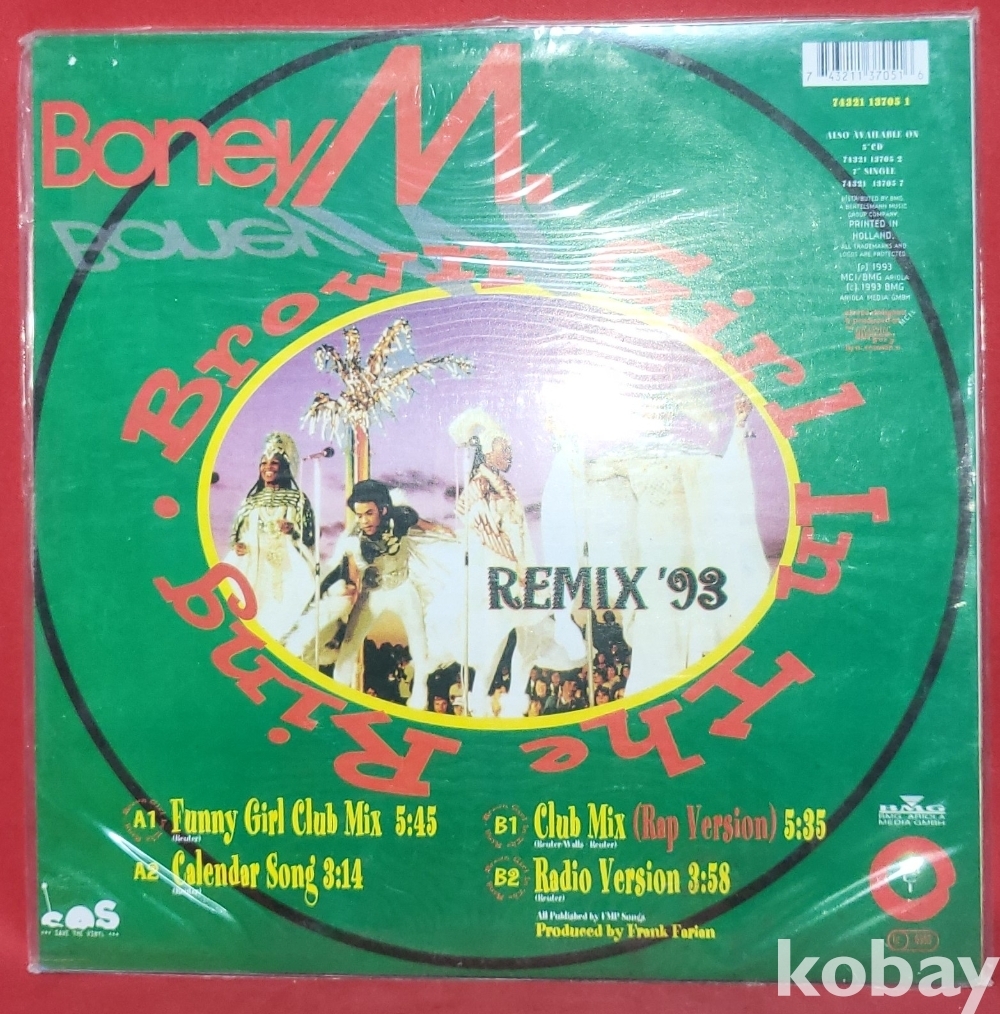 7 43211 37051 6
74321 13705 1
Boney M.
Boney M.
ALSO AVAILABLE ON
5" CD
74321 13705 2
7" SINGLE
74321 13705 7
DISTRIBUTED BY BMG.
A BERTELSMANN MUSIC
GROUP COMPANY
PRINTED IN
HOLLAND.
ALL TRADEMARKS AND
LOGOS ARE PROTECTED
(p) 1993
MCI/BMG ARIOLA
(c). 1993 BMG
ARIOLA MEDIA GMBH
• Brown Girl In The Ring
REMIX '93
A1 Funny Girl Club Mix 5:45
(Reuter)
A2 Calendar Song 3:14
(Reuter)
B1 Club Mix (Rap Version) 5:35
(Reuter/Walls - Reuter)
B2 Radio Version 3:58
(Reuter)
All Published by FMP Songs
Produced by Frank Farian
BMG
BMG ARIOLA
MEDIA GMBH
SAVE THE VINYL
kobay